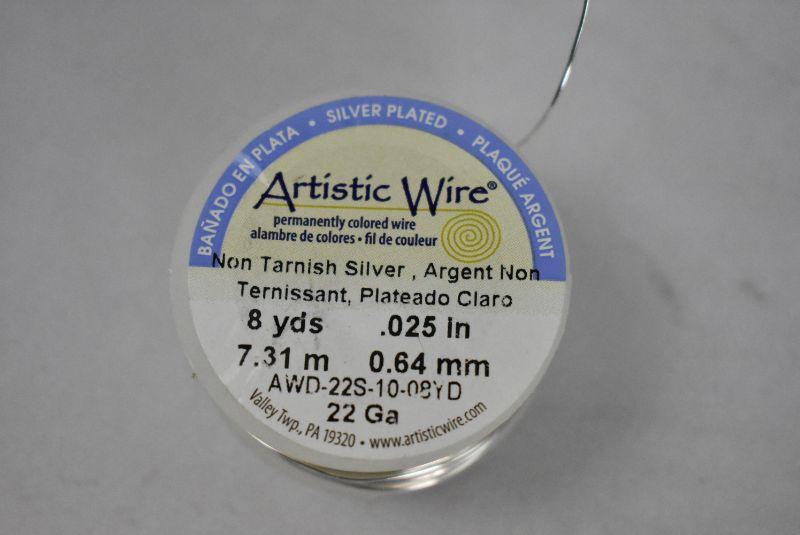 BAÑADO EN PLATA • SILVER PLATED • PLAQUÉ ARGENT
Artistic Wire®
permanently colored wire
alambre de colores • fil de couleur
Non Tarnish Silver , Argent Non
Ternissant, Plateado Claro
8 yds .025 in
7.31 m 0.64 mm
AWD-22S-10-08YD
22 Ga
Valley Twp., PA 19320 • www.artisticwire.com